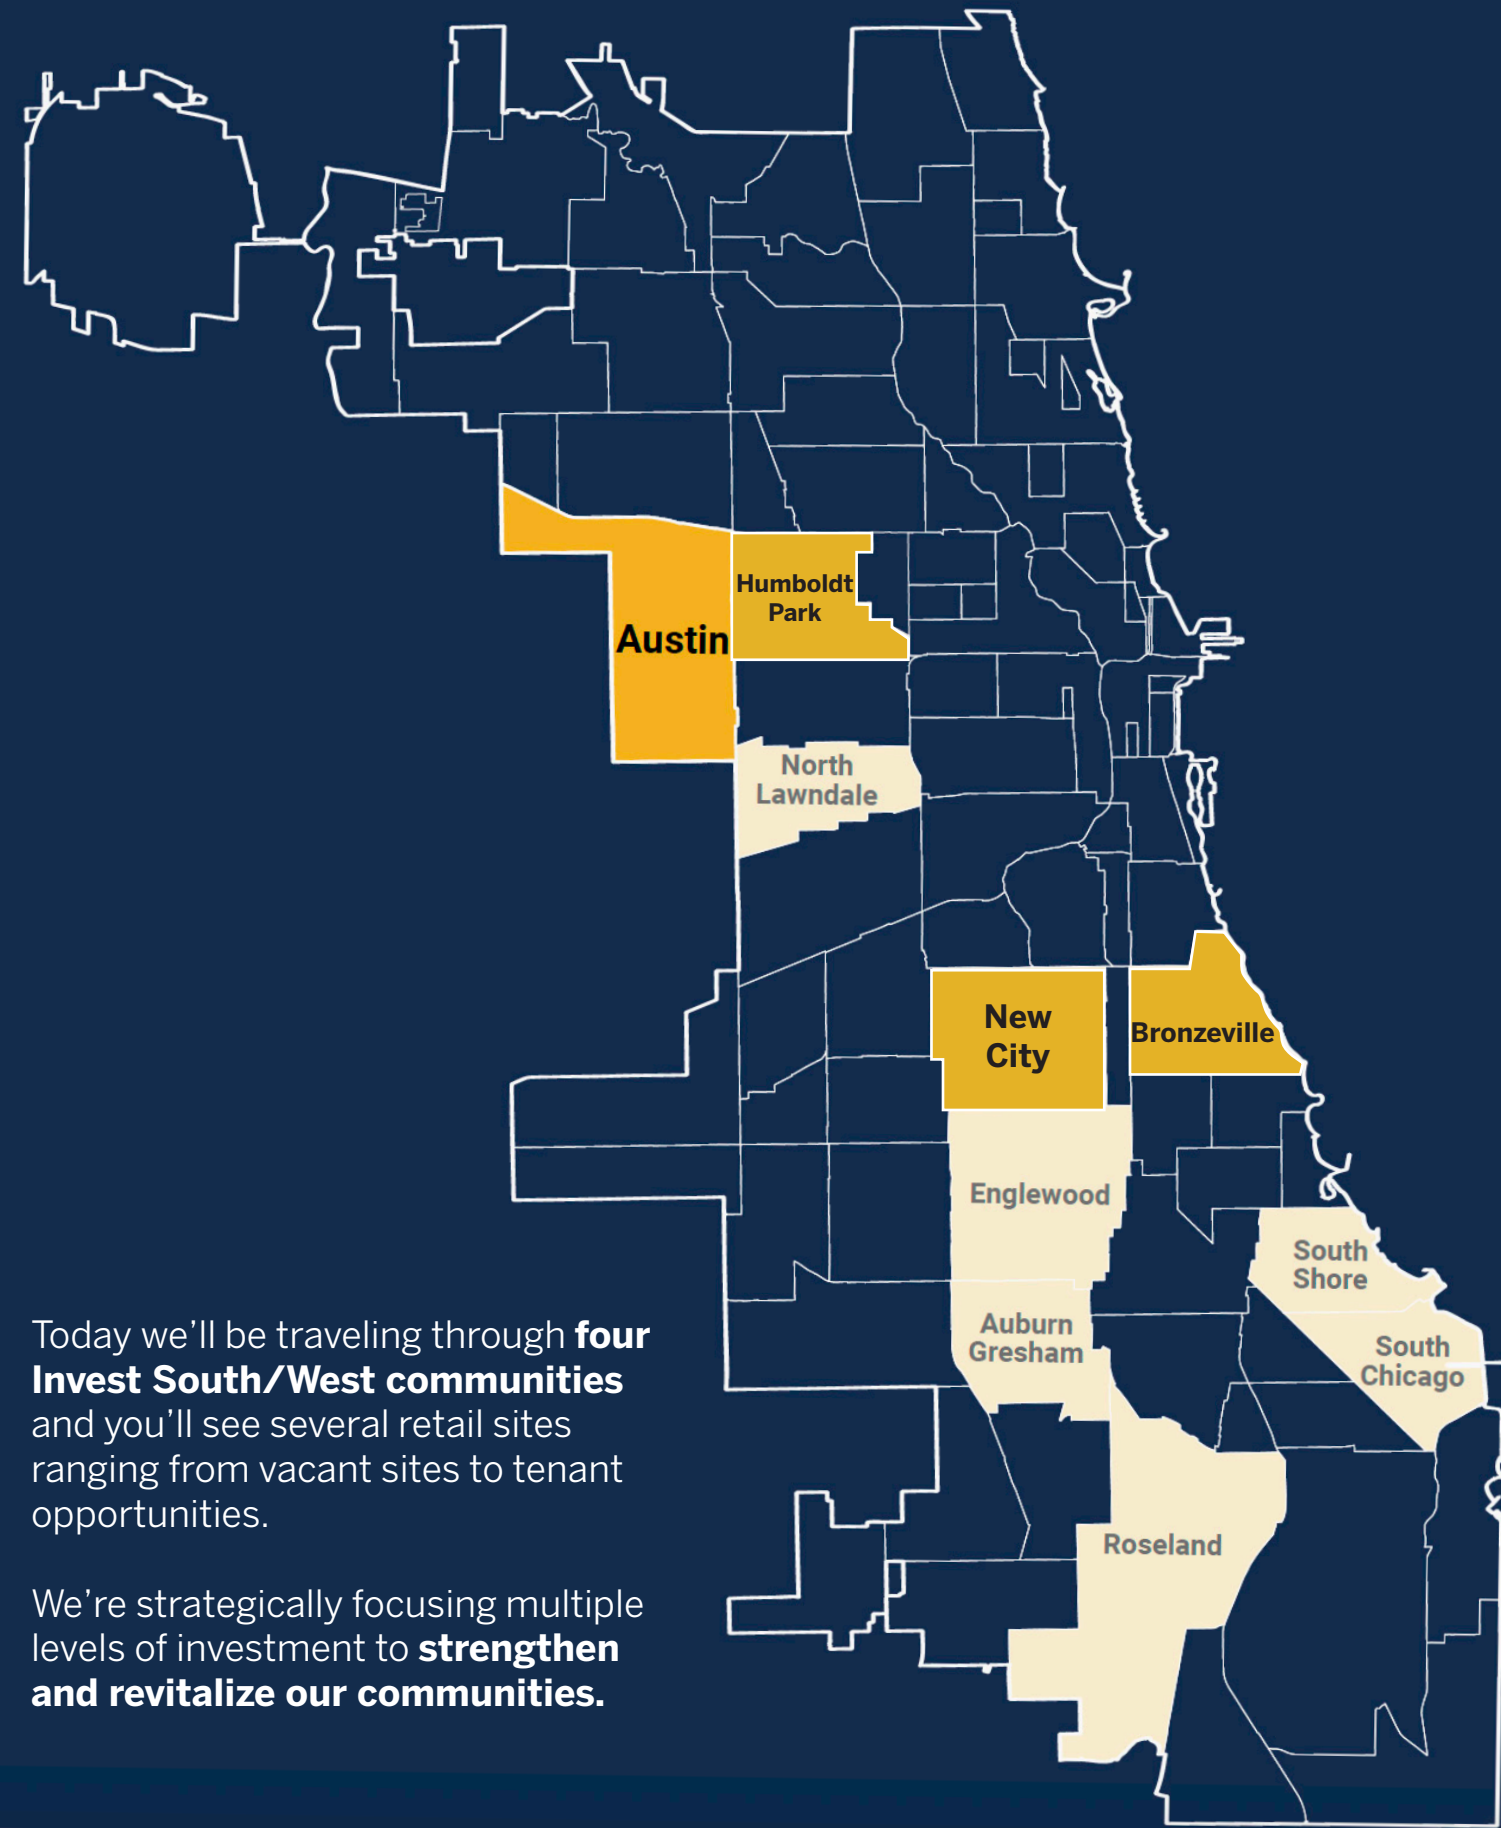 Humboldt
Park
Austin
North
Lawndale
New
City
Bronzeville
Englewood
South
Shore
Auburn
Gresham
South
Chicago
Roseland
Today we’ll be traveling through four
Invest South/West communities
and you’ll see several retail sites
ranging from vacant sites to tenant
opportunities.
We’re strategically focusing multiple
levels of investment to strengthen
and revitalize our communities.